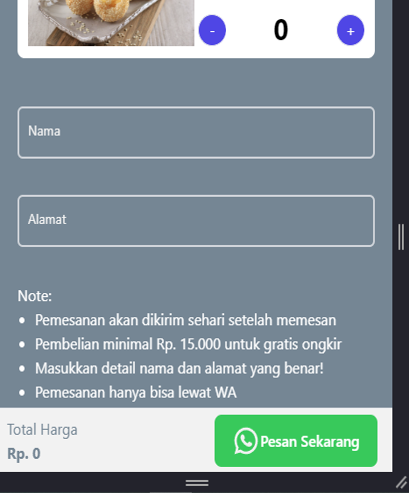 - 0 +
Nama
Alamat
Note:
• Pemesanan akan dikirim sehari setelah memesan
• Pembelian minimal Rp. 15.000 untuk gratis ongkir
• Masukkan detail nama dan alamat yang benar!
• Pemesanan hanya bisa lewat WA
Total Harga
Rp. 0
Pesan Sekarang